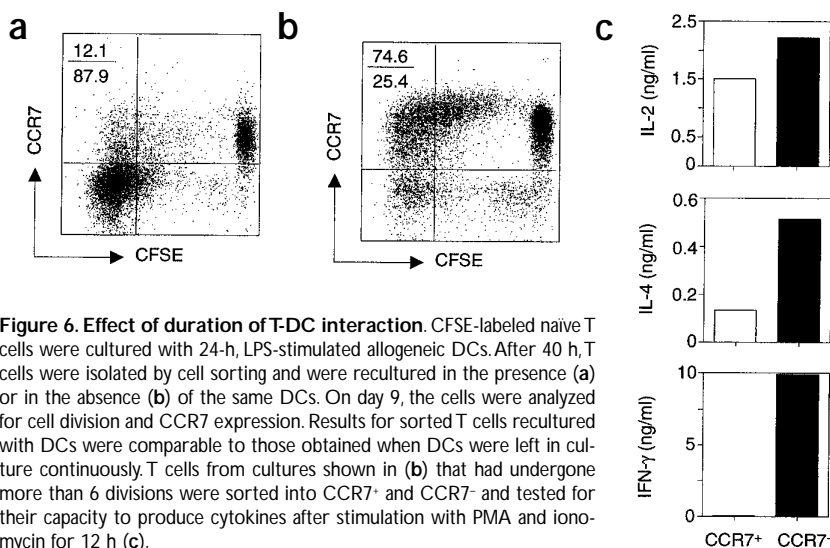 a
12.1
87.9
CCR7
CFSE
b
74.6
25.4
CCR7
CFSE
c
2.5
1.5
0.5
0
IL-2 (ng/ml)
0.6
0.4
0.2
0
IL-4 (ng/ml)
10
5
0
IFN-γ (ng/ml)
CCR7+ CCR7-
Figure 6. Effect of duration of T-DC interaction. CFSE-labeled naïve T
cells were cultured with 24-h, LPS-stimulated allogeneic DCs. After 40 h, T
cells were isolated by cell sorting and were recultured in the presence (a)
or in the absence (b) of the same DCs. On day 9, the cells were analyzed
for cell division and CCR7 expression. Results for sorted T cells recultured
with DCs were comparable to those obtained when DCs were left in cul-
ture continuously. T cells from cultures shown in (b) that had undergone
more than 6 divisions were sorted into CCR7+ and CCR7- and tested for
their capacity to produce cytokines after stimulation with PMA and iono-
mycin for 12 h (c).